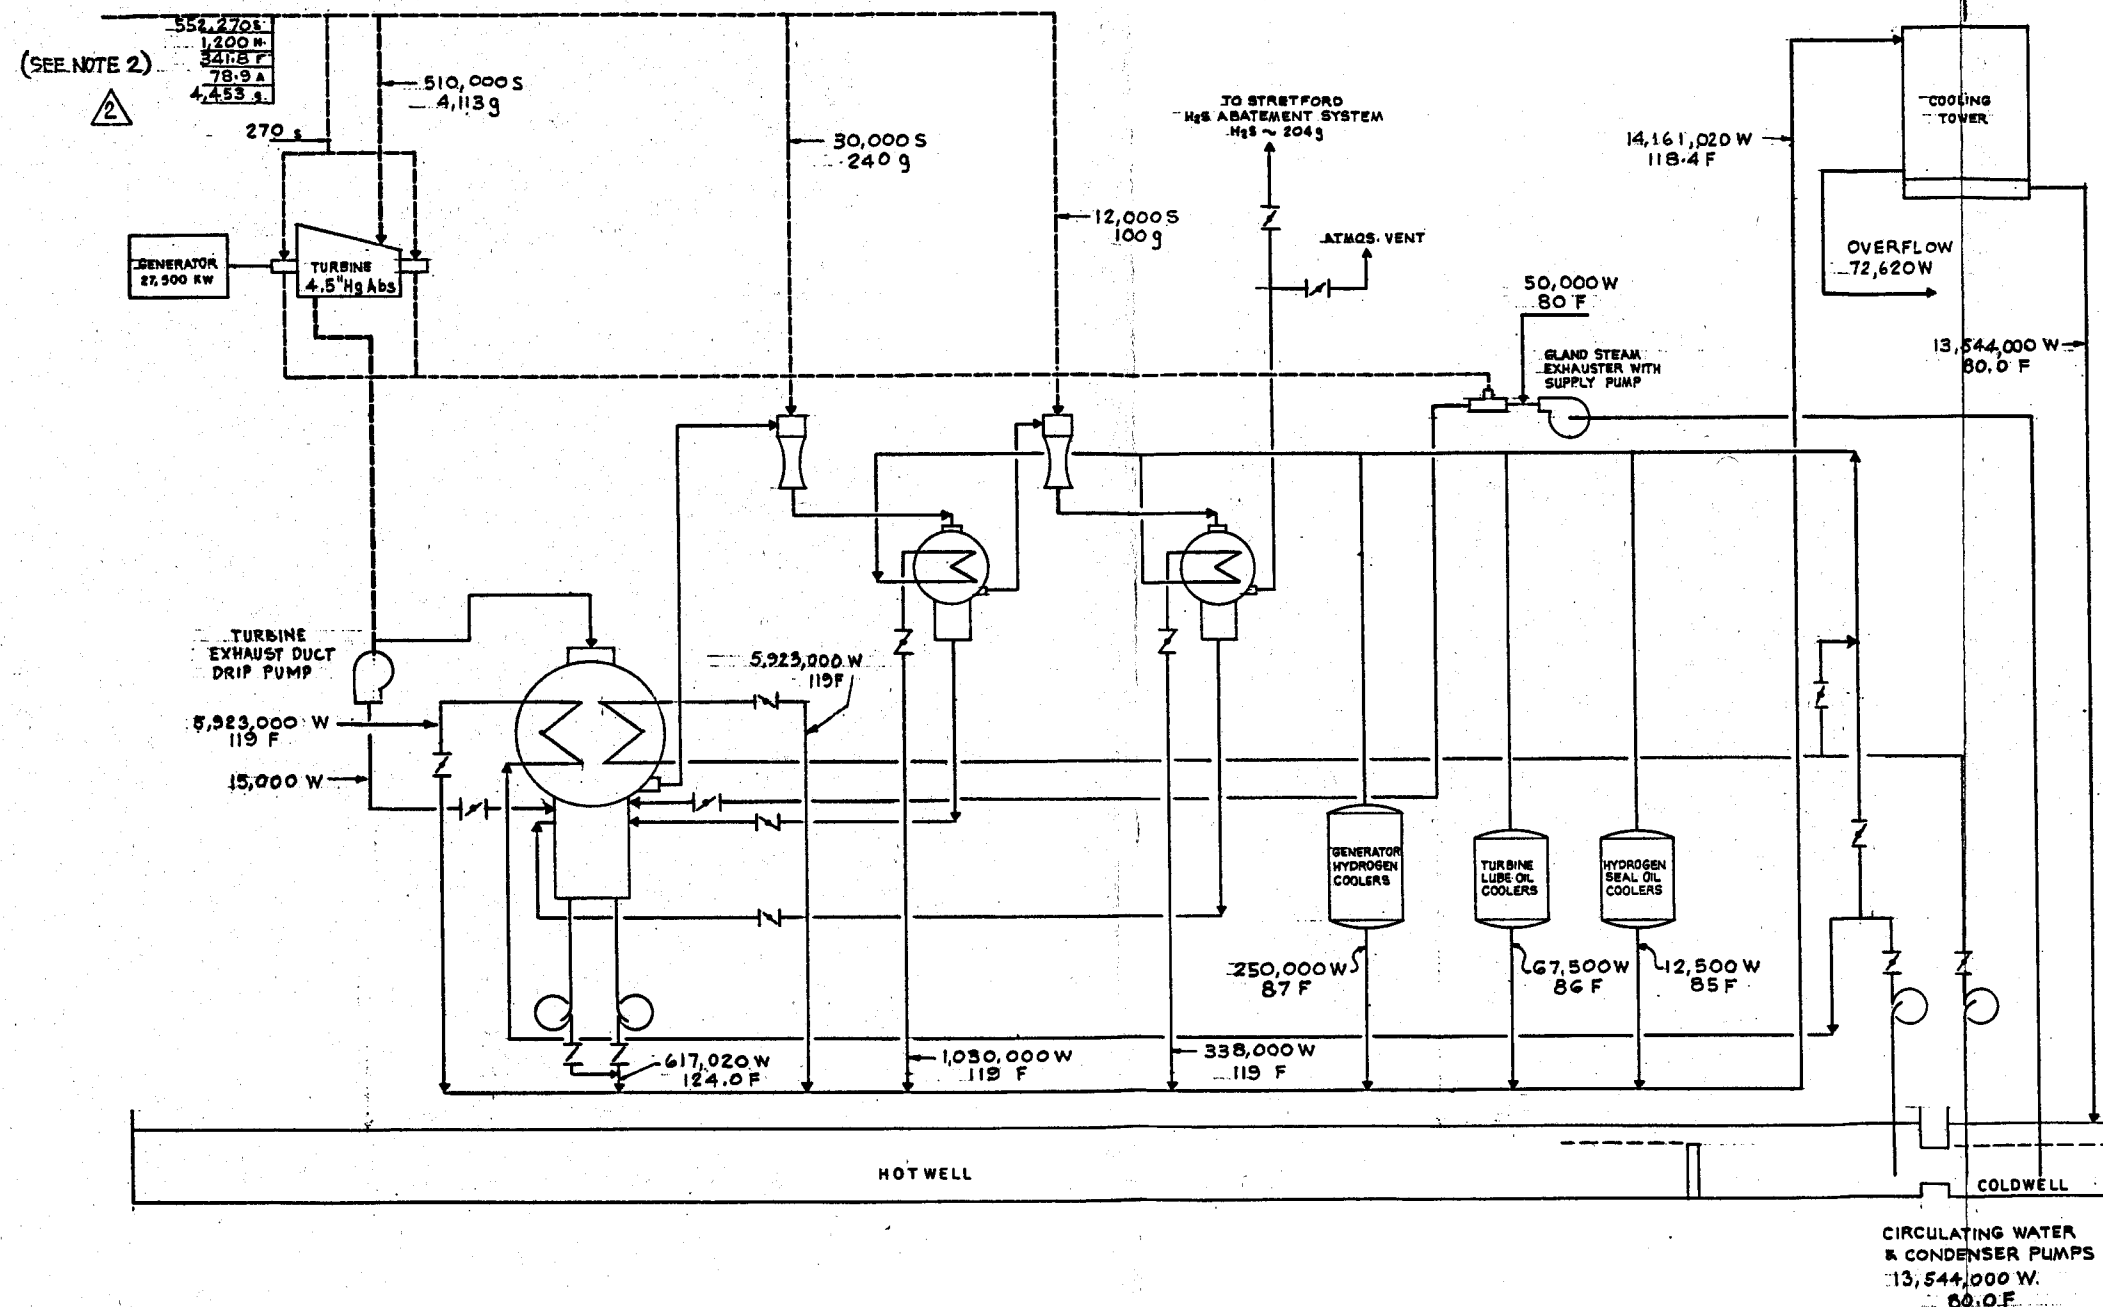 552,270 s
1,200 H.
341.8 F
78.9 A
4,453 g.
(SEE NOTE 2)
2
510,000 S
4,113 g
270 s
30,000 S
240 g
12,000 S
100 g
TO STRETFORD
H2S ABATEMENT SYSTEM
H2S ~ 204 g
ATMOS. VENT
14,161,020 W
118.4 F
COOLING
TOWER
OVERFLOW
72,620 W
13,544,000 W
80.0 F
GENERATOR
27,500 KW
TURBINE
4.5"Hg Abs
50,000 W
80 F
GLAND STEAM
EXHAUSTER WITH
SUPPLY PUMP
TURBINE
EXHAUST DUCT
DRIP PUMP
5,923,000 W
119 F
5,923,000 W
119 F
15,000 W
GENERATOR
HYDROGEN
COOLERS
TURBINE
LUBE OIL
COOLERS
HYDROGEN
SEAL OIL
COOLERS
250,000 W
87 F
67,500 W
86 F
12,500 W
85 F
617,020 W
124.0 F
1,030,000 W
119 F
338,000 W
119 F
HOTWELL
COLDWELL
CIRCULATING WATER
& CONDENSER PUMPS
13,544,000 W.
80.0 F